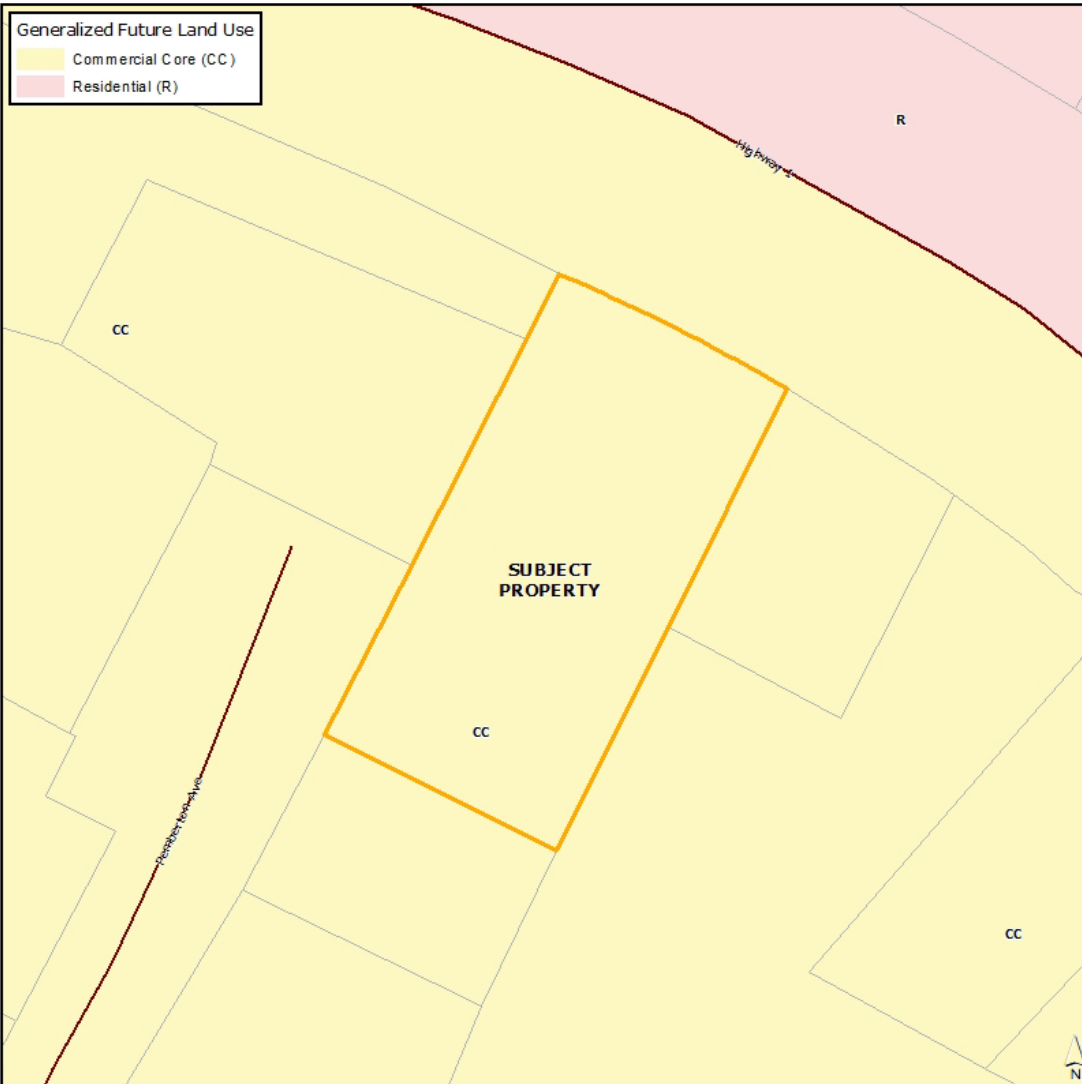 Generalized Future Land Use
Commercial Core (CC)
Residential (R)
R
Highway 1
CC
SUBJECT
PROPERTY
CC
Pemberton Ave
CC
N